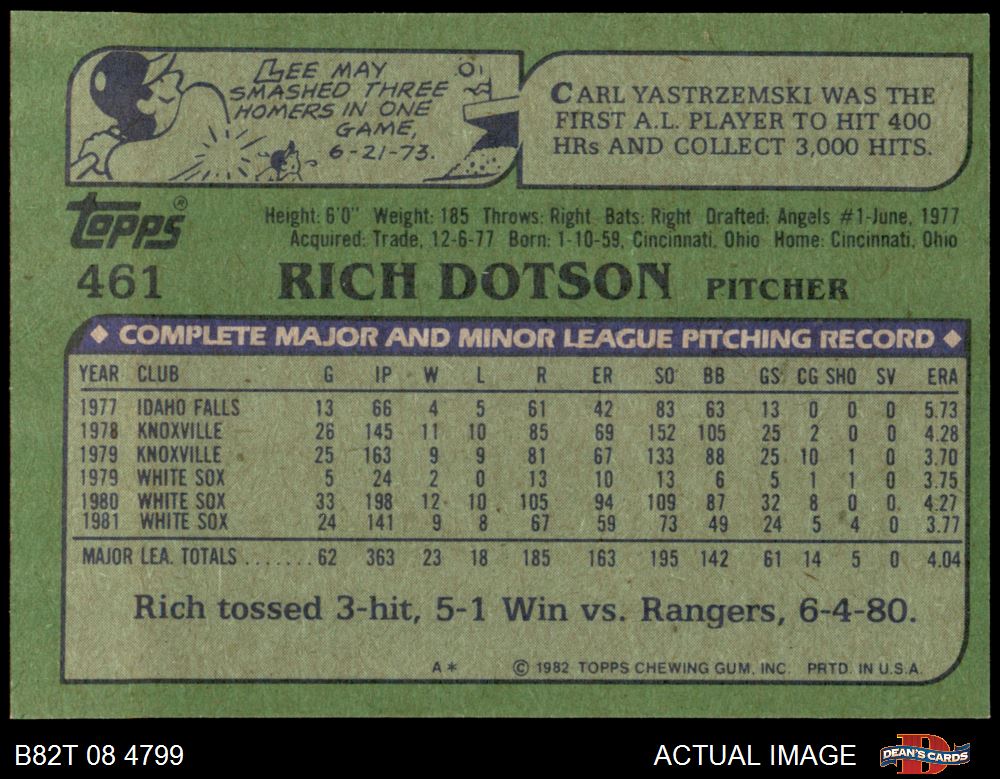 LEE MAY
SMASHED THREE
HOMERS IN ONE
GAME,
6-21-73.
CARL YASTRZEMSKI WAS THE
FIRST A.L. PLAYER TO HIT 400
HRs AND COLLECT 3,000 HITS.
Topps®
Height: 6'0" Weight: 185 Throws: Right Bats: Right Drafted: Angels #1-June, 1977
Acquired: Trade, 12-6-77 Born: 1-10-59, Cincinnati, Ohio Home: Cincinnati, Ohio
461 RICH DOTSON PITCHER
◆ COMPLETE MAJOR AND MINOR LEAGUE PITCHING RECORD ◆
YEAR CLUB G IP W L R ER SO BB GS CG SHO SV ERA
1977 IDAHO FALLS 13 66 4 5 61 42 83 63 13 0 0 0 5.73
1978 KNOXVILLE 26 145 11 10 85 69 152 105 25 2 0 0 4.28
1979 KNOXVILLE 25 163 9 9 81 67 133 88 25 10 1 0 3.70
1979 WHITE SOX 5 24 2 0 13 10 13 6 5 1 1 0 3.75
1980 WHITE SOX 33 198 12 10 105 94 109 87 32 8 0 0 4.27
1981 WHITE SOX 24 141 9 8 67 59 73 49 24 5 4 0 3.77
MAJOR LEA. TOTALS ....... 62 363 23 18 185 163 195 142 61 14 5 0 4.04
Rich tossed 3-hit, 5-1 Win vs. Rangers, 6-4-80.
A* © 1982 TOPPS CHEWING GUM, INC. PRTD. IN U.S.A.
B82T 08 4799 ACTUAL IMAGE DEAN'S CARDS